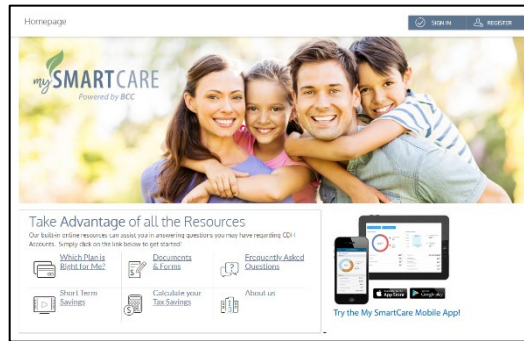 Homepage
SIGN IN
REGISTER
my SMARTCARE
Powered by BCC
Take Advantage of all the Resources
Our built-in online resources can assist you in answering questions you may have regarding CDH
Accounts. Simply click on the link below to get started!
Which Plan is
Right for Me?
Documents
& Forms
Frequently Asked
Questions
Short Term
Savings
Calculate your
Tax Savings
About us
App Store
Google play
Try the My SmartCare Mobile App!